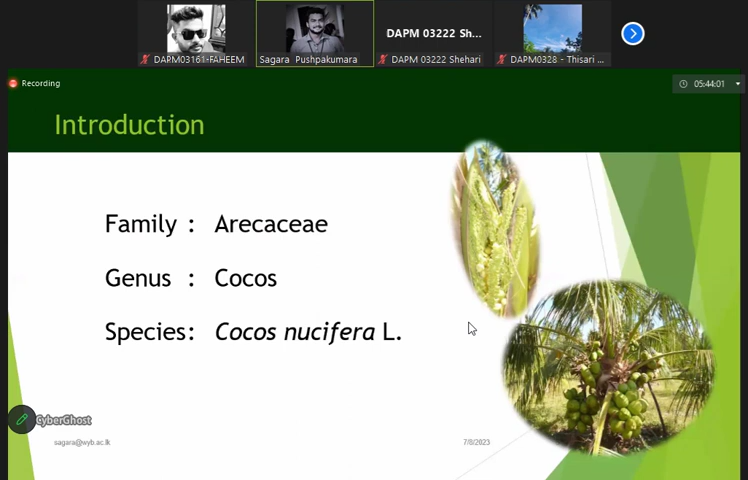 DAPM 03222 Sh...
DARM03161-FAHEEM
Sagara Pushpakumara
DAPM 03222 Shehari
DAPM0328 - Thisari ...
Recording
05:44:01
Introduction
Family : Arecaceae
Genus : Cocos
Species: Cocos nucifera L.
CyberGhost
sagara@wyb.ac.lk
7/8/2023